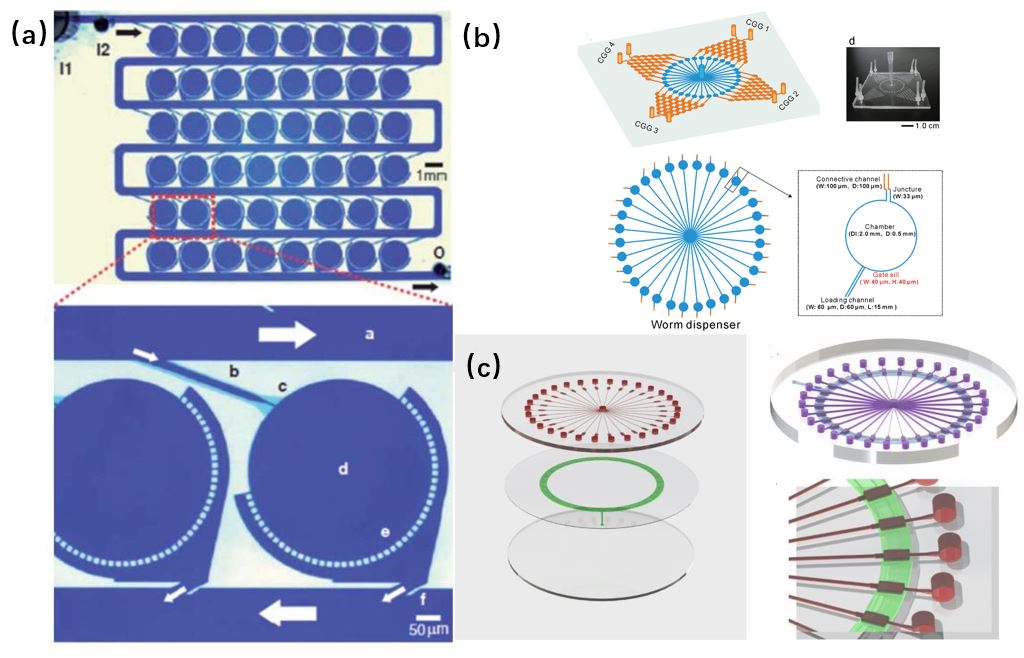 (a)
I2
I1
1mm
O
a
b
c
d
e
f
50µm
(b)
CGG 1
CGG 4
CGG 2
CGG 3
d
1.0 cm
Connective channel
(W:100 µm, D:100 µm)
Juncture
(W:33 µm)
Chamber
(DI:2.0 mm, D:0.5 mm)
Gate sill
( W:40 µm, H:40 µm)
Loading channel
(W: 60 µm, D:60 µm, L:15 mm )
Worm dispenser
(c)